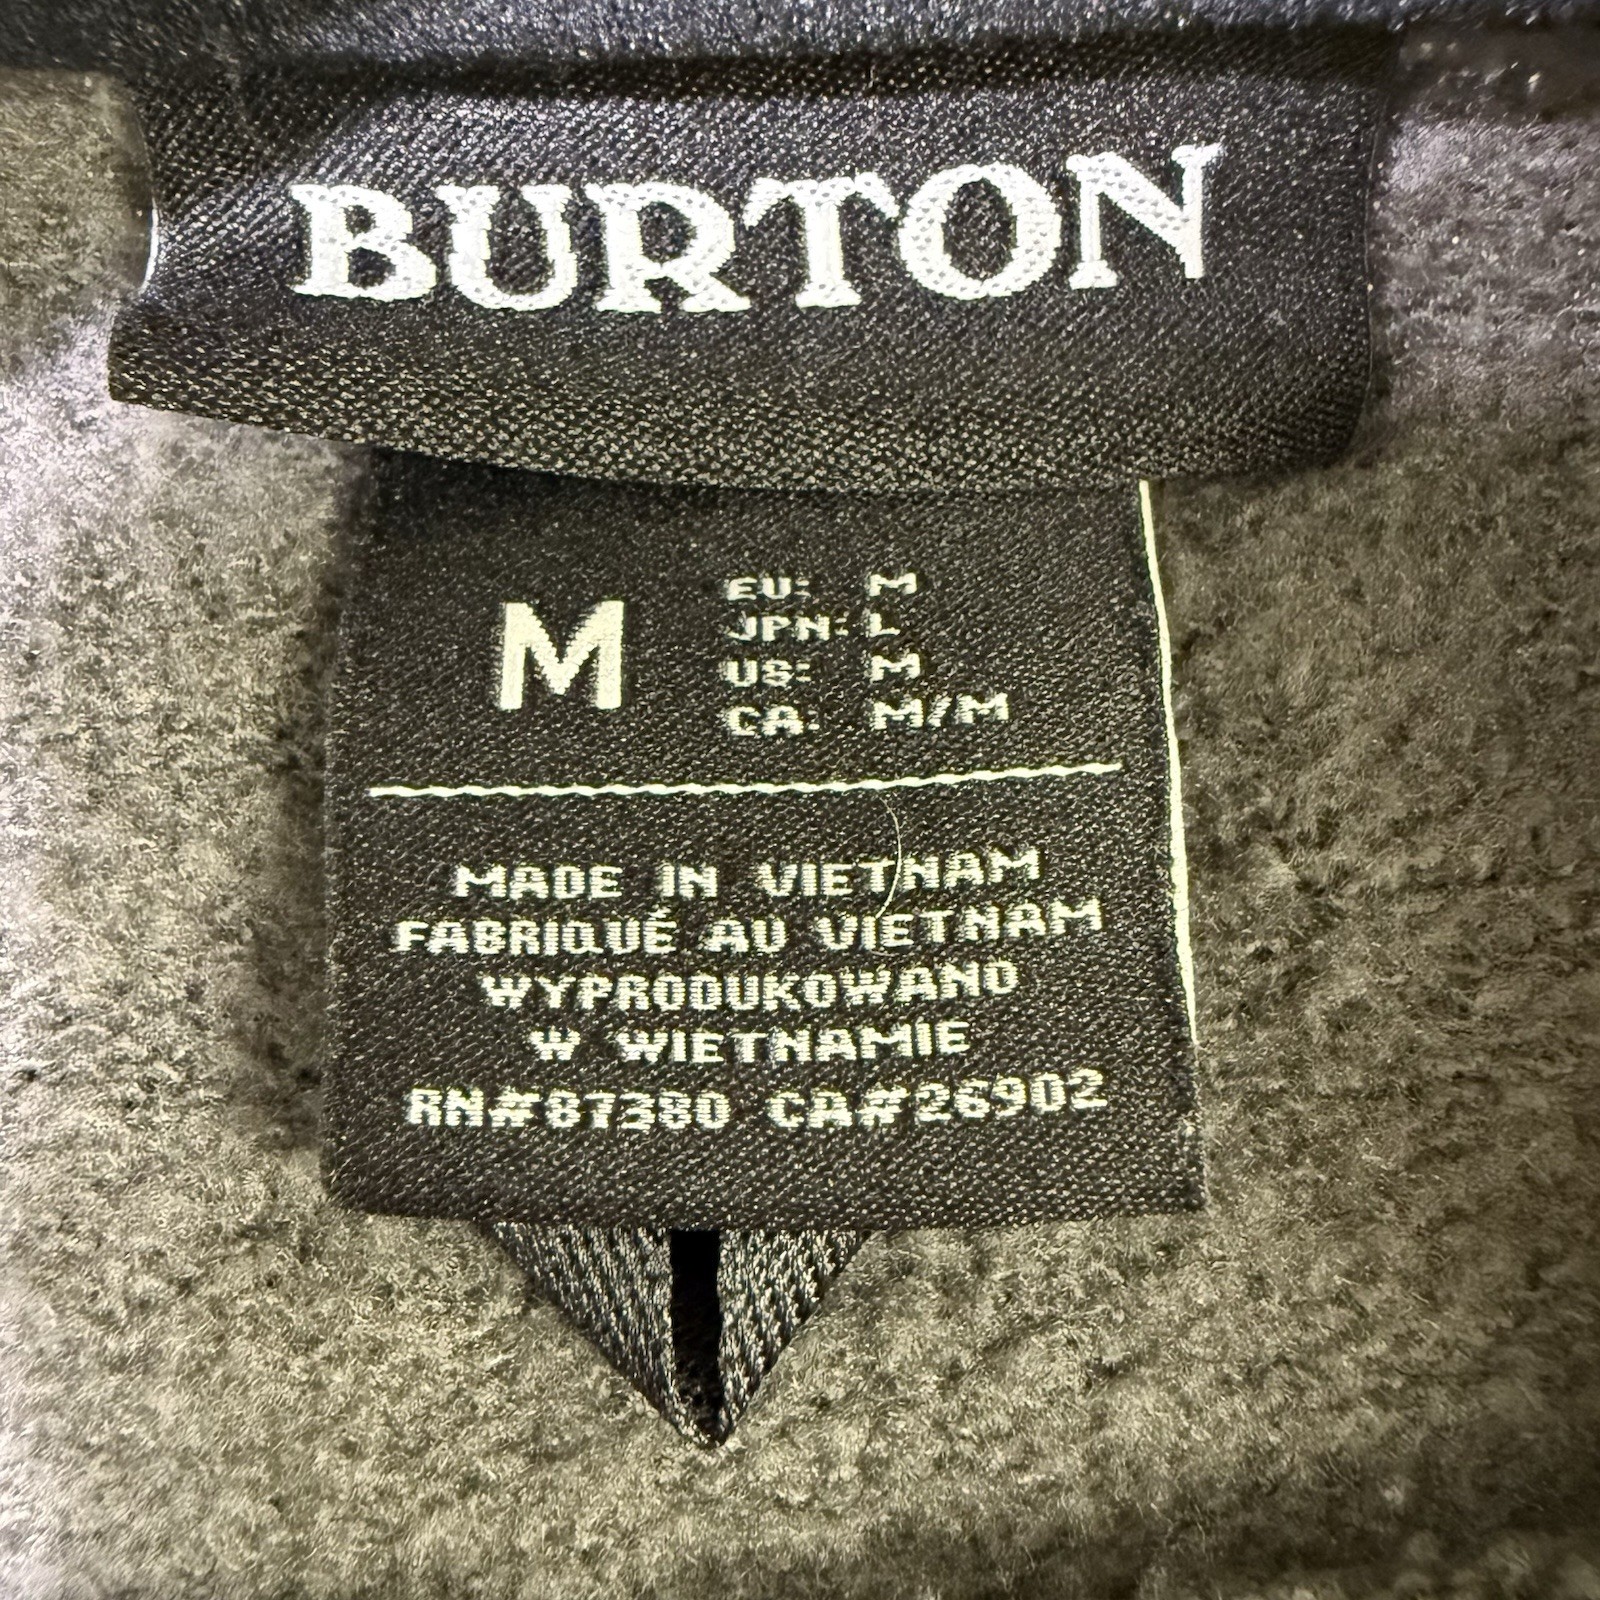 BURTON
M
EU: M
JPN: L
US: M
CA: M/M
MADE IN VIETNAM
FABRIQUÉ AU VIETNAM
WYPRODUKOWANO
W WIETNAMIE
RN#87380 CA#26902